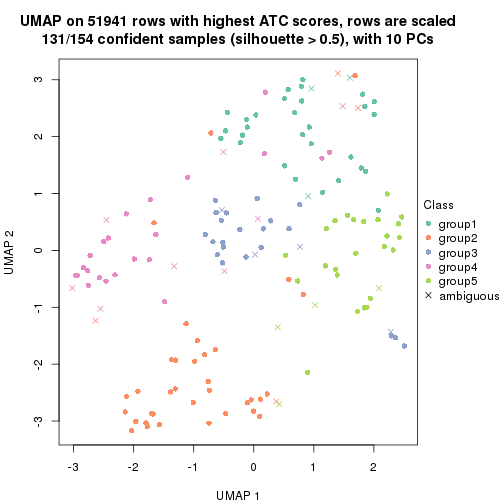 UMAP on 51941 rows with highest ATC scores, rows are scaled
131/154 confident samples (silhouette > 0.5), with 10 PCs
3
2
1
0
-1
-2
-3
UMAP 2
-3
-2
-1
0
1
2
UMAP 1
Class
group1
group2
group3
group4
group5
ambiguous